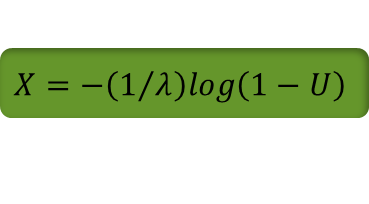 X = −(1/λ)log(1 − U)